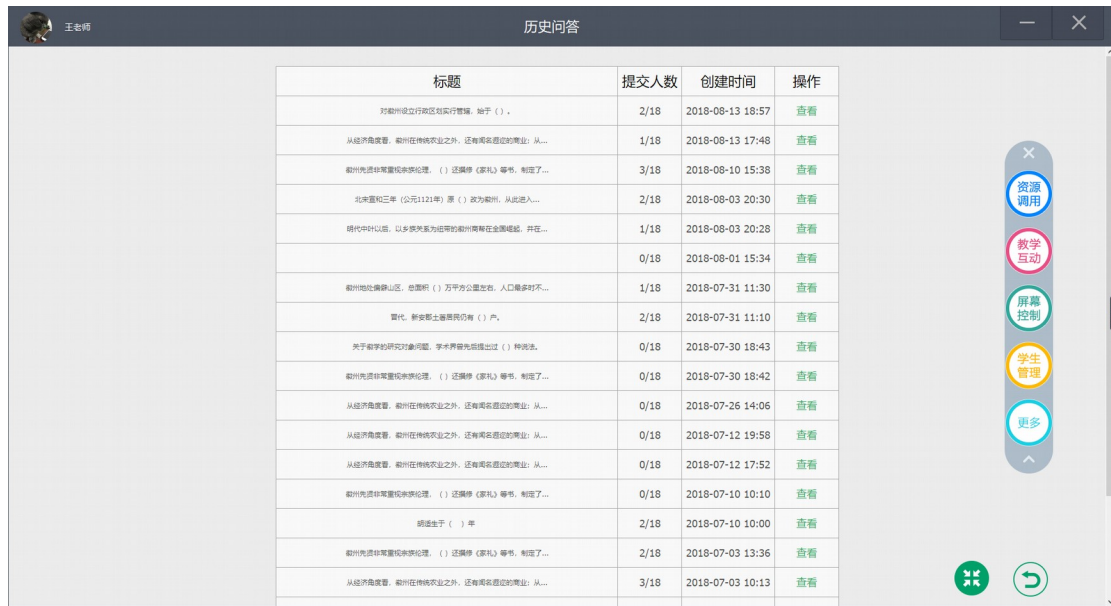 王老师
历史问答
标题 提交人数 创建时间 操作
对徽州设立行政区划实行管辖，始于（ ）。 2/18 2018-08-13 18:57 查看
从经济角度看，徽州在传统农业之外，还有闻名遐迩的商业；从... 1/18 2018-08-13 17:48 查看
徽州先贤非常重视宗族伦理，（ ）还撰修《家礼》等书，制定了... 3/18 2018-08-10 15:38 查看
北宋宣和三年（公元1121年）原（ ）改为徽州，从此进入... 2/18 2018-08-03 20:30 查看
明代中叶以后，以乡族关系为纽带的徽州商帮在全国崛起，并在... 1/18 2018-08-03 20:28 查看
0/18 2018-08-01 15:34 查看
徽州地处偏僻山区，总面积（ ）万平方公里左右，人口最多时不... 1/18 2018-07-31 11:30 查看
晋代，新安郡土著居民仍有（ ）户。 2/18 2018-07-31 11:10 查看
关于徽学的研究对象问题，学术界曾先后提出过（ ）种说法。 0/18 2018-07-30 18:43 查看
徽州先贤非常重视宗族伦理，（ ）还撰修《家礼》等书，制定了... 0/18 2018-07-30 18:42 查看
从经济角度看，徽州在传统农业之外，还有闻名遐迩的商业；从... 0/18 2018-07-26 14:06 查看
从经济角度看，徽州在传统农业之外，还有闻名遐迩的商业；从... 0/18 2018-07-12 19:58 查看
从经济角度看，徽州在传统农业之外，还有闻名遐迩的商业；从... 0/18 2018-07-12 17:52 查看
徽州先贤非常重视宗族伦理，（ ）还撰修《家礼》等书，制定了... 0/18 2018-07-10 10:10 查看
胡适生于（ ）年 2/18 2018-07-10 10:00 查看
徽州先贤非常重视宗族伦理，（ ）还撰修《家礼》等书，制定了... 2/18 2018-07-03 13:36 查看
从经济角度看，徽州在传统农业之外，还有闻名遐迩的商业；从... 3/18 2018-07-03 10:13 查看
资源
调用
教学
互动
屏幕
控制
学生
管理
更多